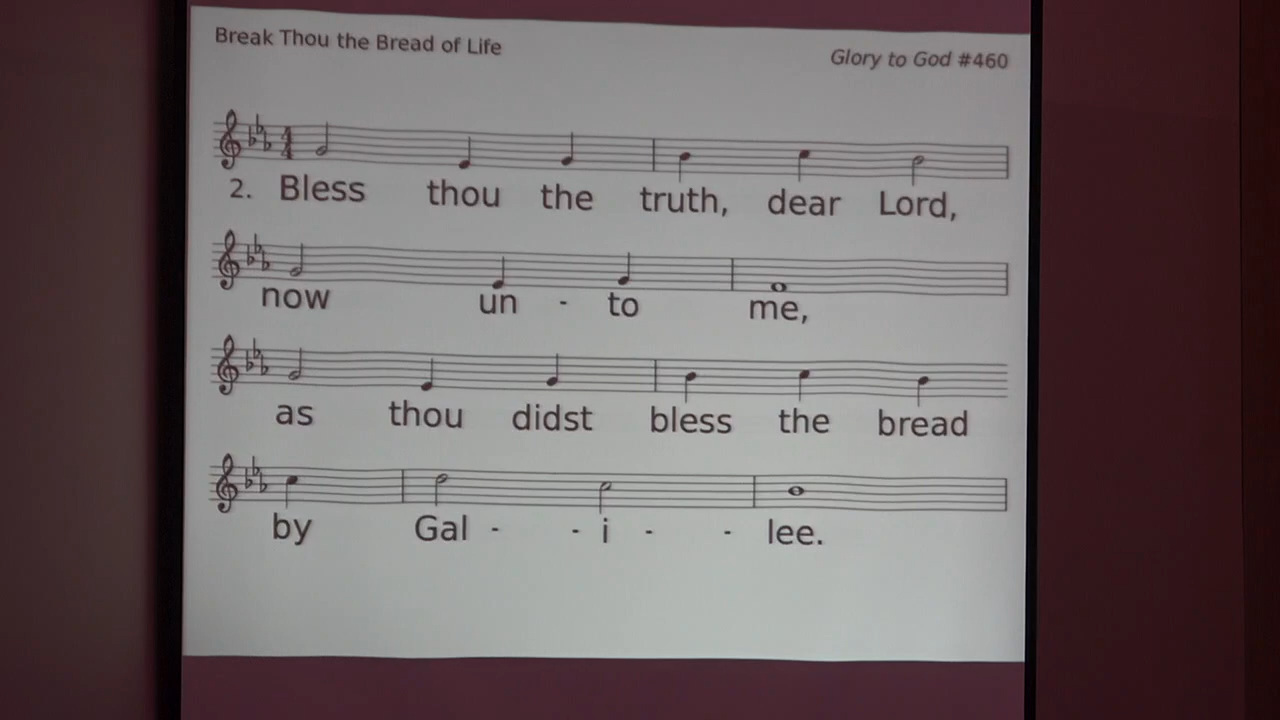 Break Thou the Bread of Life
Glory to God #460
2. Bless thou the truth, dear Lord,
now un - to me,
as thou didst bless the bread
by Gal - - i - - lee.